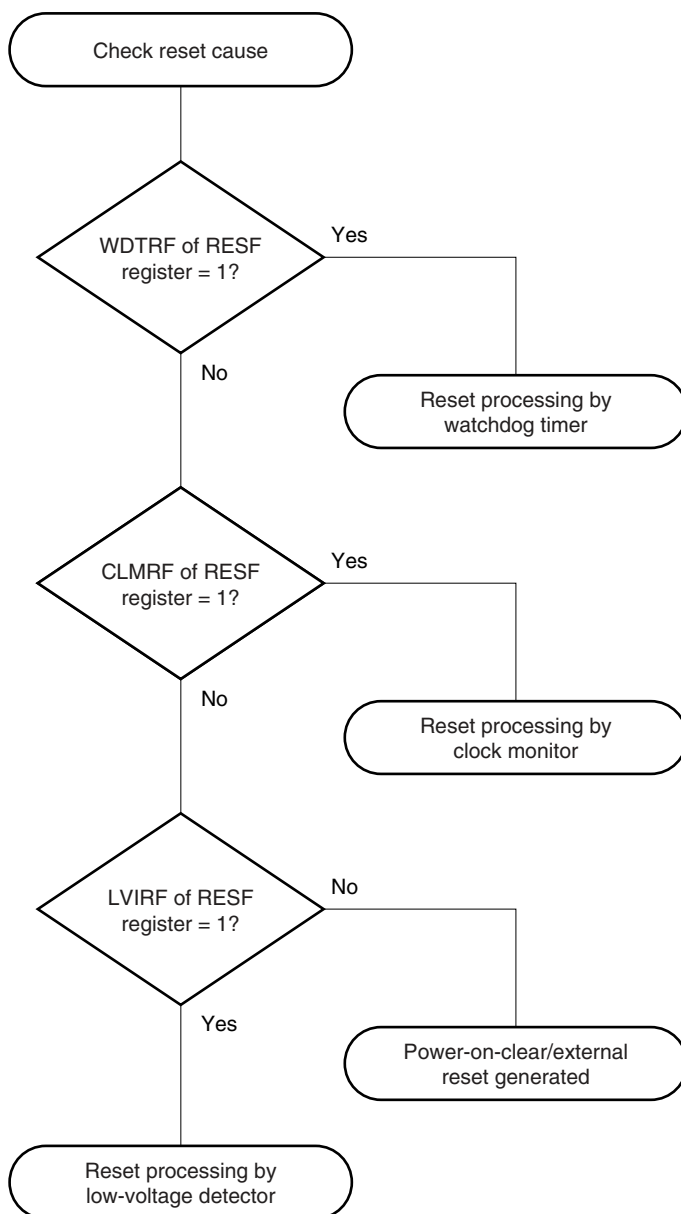 Check reset cause
WDTRF of RESF
register = 1?
Yes
No
Reset processing by
watchdog timer
CLMRF of RESF
register = 1?
Yes
No
Reset processing by
clock monitor
LVIRF of RESF
register = 1?
No
Yes
Power-on-clear/external
reset generated
Reset processing by
low-voltage detector